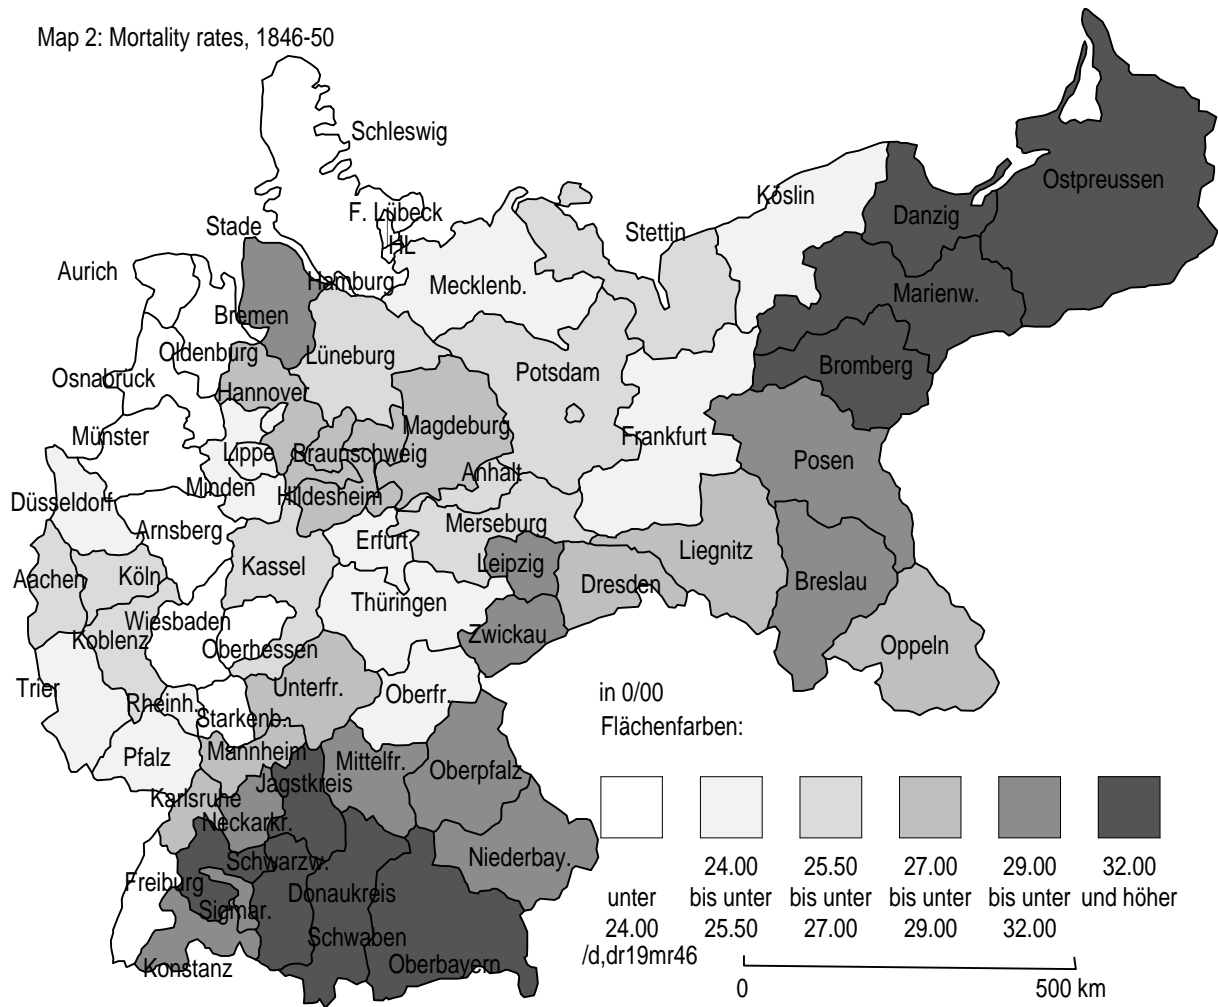 Map 2: Mortality rates, 1846-50
Schleswig
Ostpreussen
Köslin
F. Lübeck
Danzig
Stade
Stettin
HL
Aurich
Hamburg
Mecklenb.
Marienw.
Bremen
Oldenburg
Lüneburg
Bromberg
Potsdam
Osnabrück
Hannover
Magdeburg
Münster
Frankfurt
Lippe
Braunschweig
Posen
Anhalt
Minden
Hildesheim
Düsseldorf
Arnsberg
Merseburg
Erfurt
Liegnitz
Leipzig
Kassel
Aachen
Köln
Dresden
Breslau
Thüringen
Wiesbaden
Zwickau
Koblenz
Oberhessen
Oppeln
Trier
Unterfr.
Oberfr.
in 0/00
Rheinh.
Starkenb.
Flächenfarben:
Pfalz
Mannheim
Mittelfr.
Oberpfalz
Jagstkreis
Karlsruhe
Neckarkr.
Niederbay.
Schwarzw.
Freiburg
Donaukreis
Sigmar.
Schwaben
Konstanz
Oberbayern
24.00 25.50 27.00 29.00 32.00
unter bis unter bis unter bis unter bis unter und höher
24.00 25.50 27.00 29.00 32.00
/d,dr19mr46
0 500 km